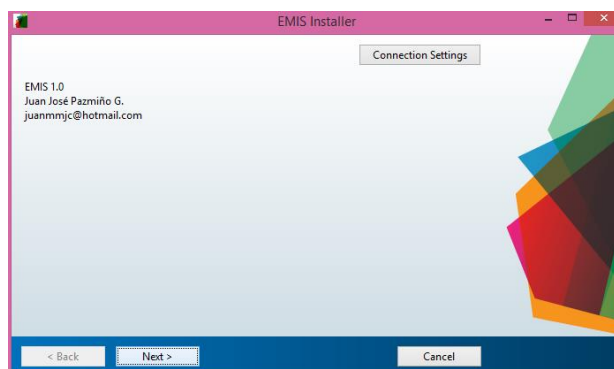 EMIS Installer
Connection Settings
EMIS 1.0
Juan José Pazmiño G.
juanmmjc@hotmail.com
< Back
Next >
Cancel